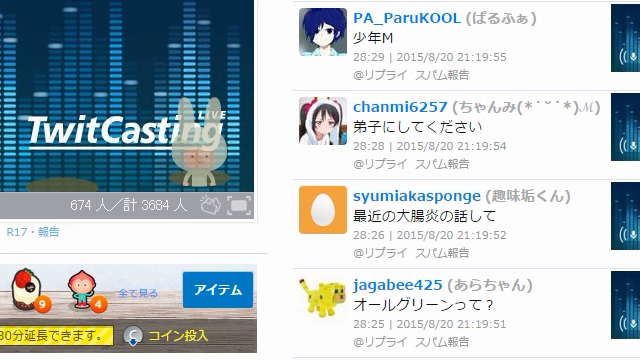 TwitCasting
LIVE
674 人／計 3684 人
R17・報告
9
4
全て見る
アイテム
30分延長できます。
C
コイン投入
PA_ParuKOOL (ぱるふぁ)
少年M
28:29 | 2015/8/20 21:19:55
@リプライ スパム報告
chanmi6257 (ちゃんみ(*˙˘˙*)ℳ)
弟子にしてください
28:28 | 2015/8/20 21:19:54
@リプライ スパム報告
syumiakasponge (趣味垢くん)
最近の大腸炎の話して
28:26 | 2015/8/20 21:19:52
@リプライ スパム報告
jagabee425 (あらちゃん)
オールグリーンって？
28:25 | 2015/8/20 21:19:51
@リプライ スパム報告